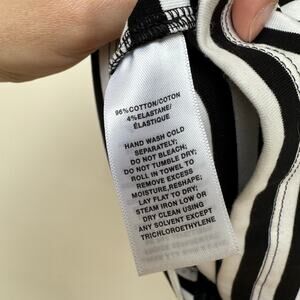 96%COTTON/COTON
4%ELASTANE/
ÉLASTIQUE
HAND WASH COLD
SEPARATELY;
DO NOT BLEACH;
DO NOT TUMBLE DRY;
ROLL IN TOWEL TO
REMOVE EXCESS
MOISTURE,RESHAPE;
LAY FLAT TO DRY;
STEAM IRON LOW OR
DRY CLEAN USING
ANY SOLVENT EXCEPT
TRICHLOROETHYLENE